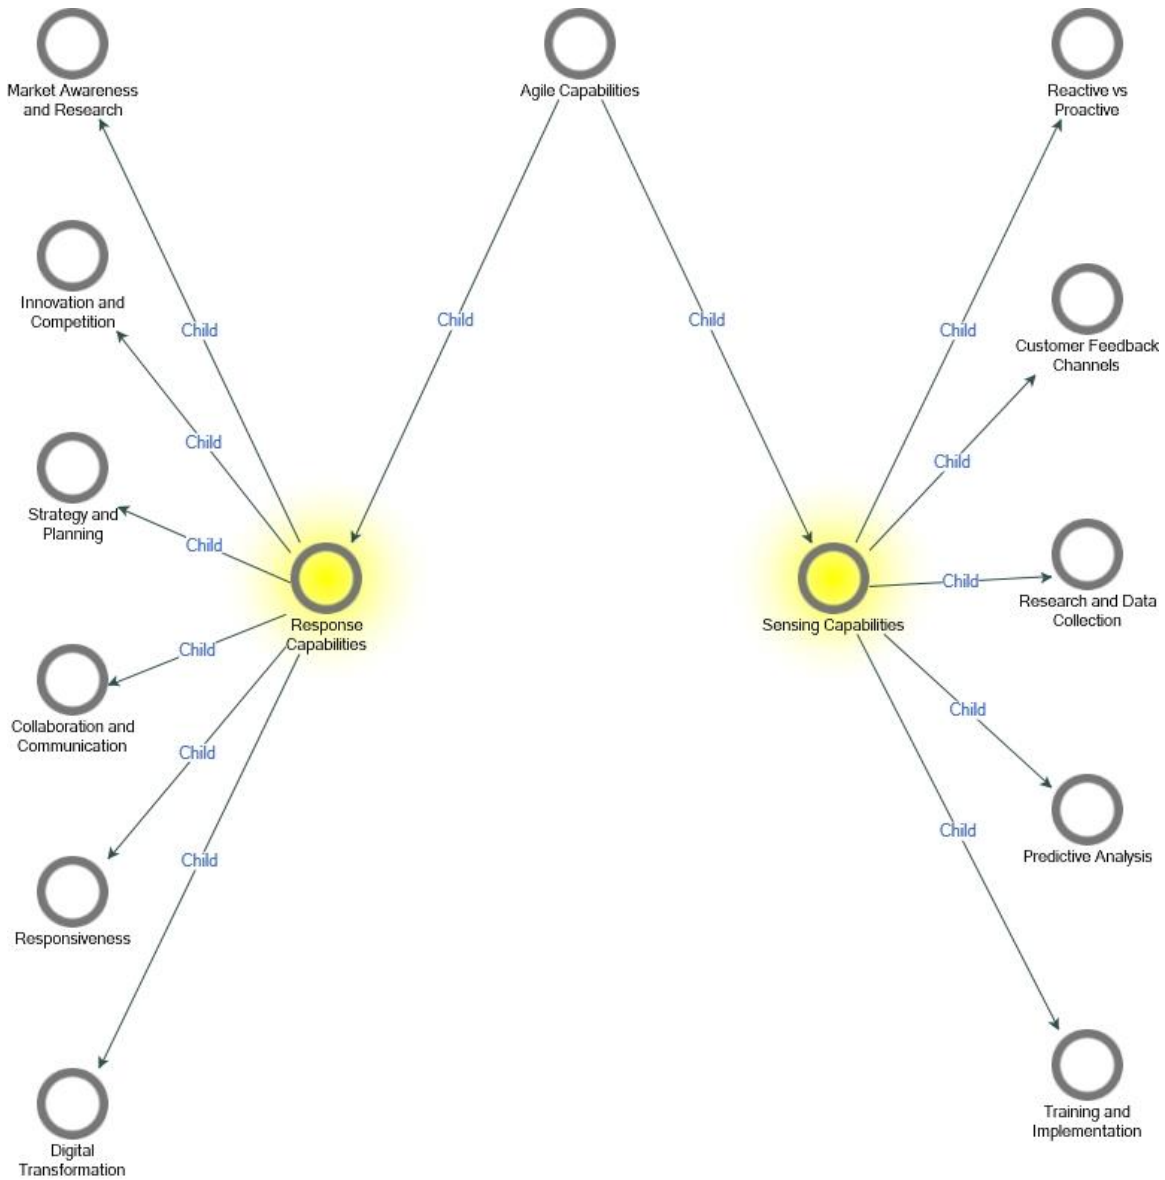 Market Awareness
and Research
Agile Capabilities
Reactive vs
Proactive
Innovation and
Competition
Child
Child
Child
Child
Customer Feedback
Channels
Child
Child
Strategy and
Planning
Child
Response
Capabilities
Sensing Capabilities
Child
Research and Data
Collection
Child
Collaboration and
Communication
Child
Child
Child
Predictive Analysis
Child
Responsiveness
Training and
Implementation
Digital
Transformation